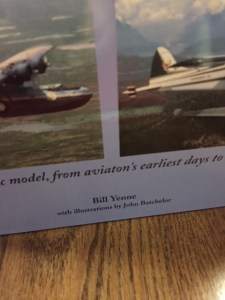 c model, from aviaton's earliest days to
Bill Yenne
with illustrations by John Batchelor